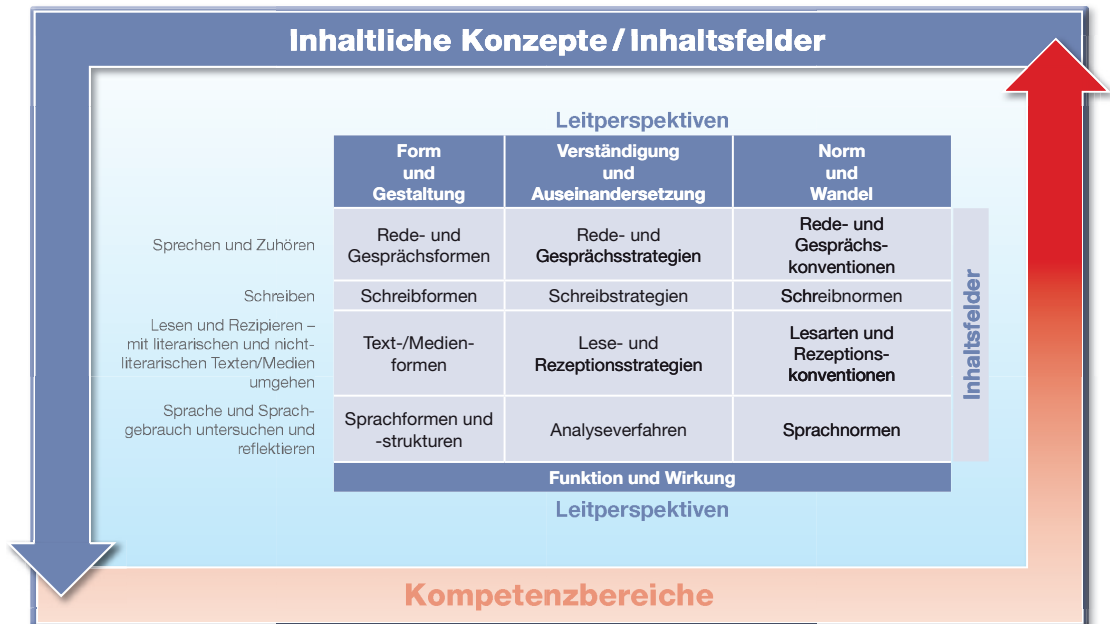 Inhaltliche Konzepte / Inhaltsfelder
Leitperspektiven
Form
und
Gestaltung
Verständigung
und
Auseinandersetzung
Norm
und
Wandel
Sprechen und Zuhören
Rede- und
Gesprächsformen
Rede- und
Gesprächsstrategien
Rede- und
Gesprächs-
konventionen
Schreiben
Schreibformen
Schreibstrategien
Schreibnormen
Lesen und Rezipieren –
mit literarischen und nicht-
literarischen Texten/Medien
umgehen
Text-/Medien-
formen
Lese- und
Rezeptionsstrategien
Lesarten und
Rezeptions-
konventionen
Sprache und Sprach-
gebrauch untersuchen und
reflektieren
Sprachformen und
-strukturen
Analyseverfahren
Sprachnormen
Inhaltsfelder
Funktion und Wirkung
Leitperspektiven
Kompetenzbereiche